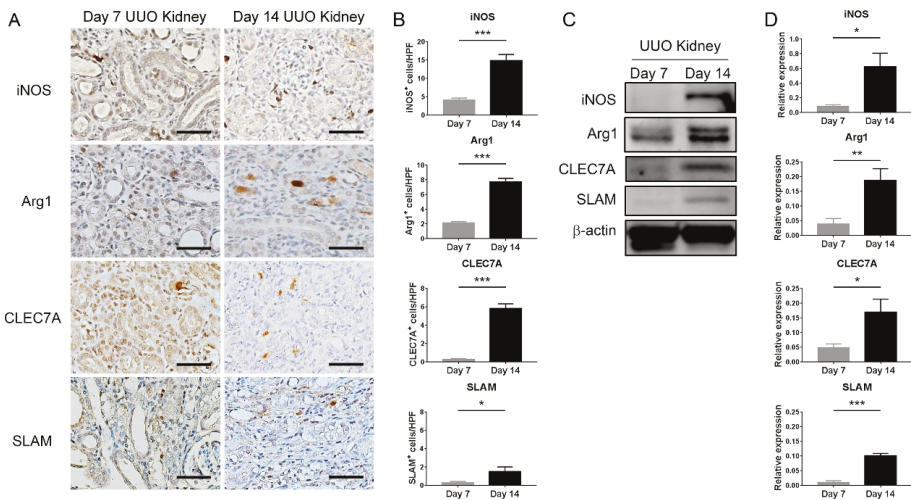 A
Day 7 UUO Kidney
Day 14 UUO Kidney
iNOS
Arg1
CLEC7A
SLAM
B
iNOS
***
iNOS⁺ cells/HPF
20
15
10
5
0
Day 7
Day 14
Arg1
***
Arg1⁺ cells/HPF
10
8
6
4
2
0
Day 7
Day 14
CLEC7A
***
CLEC7A⁺ cells/HPF
8
6
4
2
0
Day 7
Day 14
SLAM
*
SLAM⁺ cells/HPF
5
4
3
2
1
0
Day 7
Day 14
C
UUO Kidney
Day 7
Day 14
iNOS
Arg1
CLEC7A
SLAM
β-actin
D
iNOS
*
Relative expression
1.0
0.8
0.6
0.4
0.2
0.0
Day 7
Day 14
Arg1
**
Relative expression
0.25
0.20
0.15
0.10
0.05
0.00
Day 7
Day 14
CLEC7A
*
Relative expression
0.25
0.20
0.15
0.10
0.05
0.00
Day 7
Day 14
SLAM
***
Relative expression
0.20
0.15
0.10
0.05
0.00
Day 7
Day 14